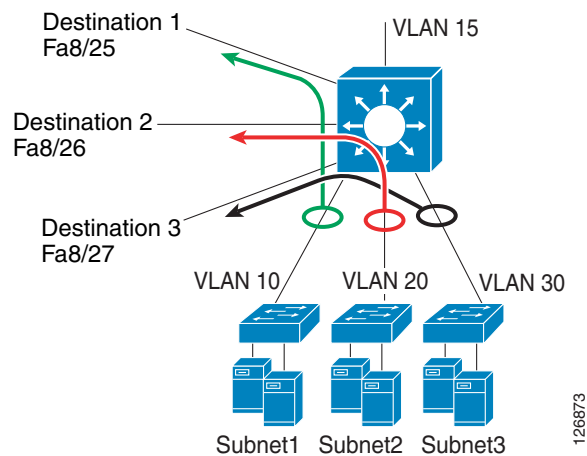 Destination 1
Fa8/25
VLAN 15
Destination 2
Fa8/26
Destination 3
Fa8/27
VLAN 10
VLAN 20
VLAN 30
Subnet1
Subnet2
Subnet3
126873